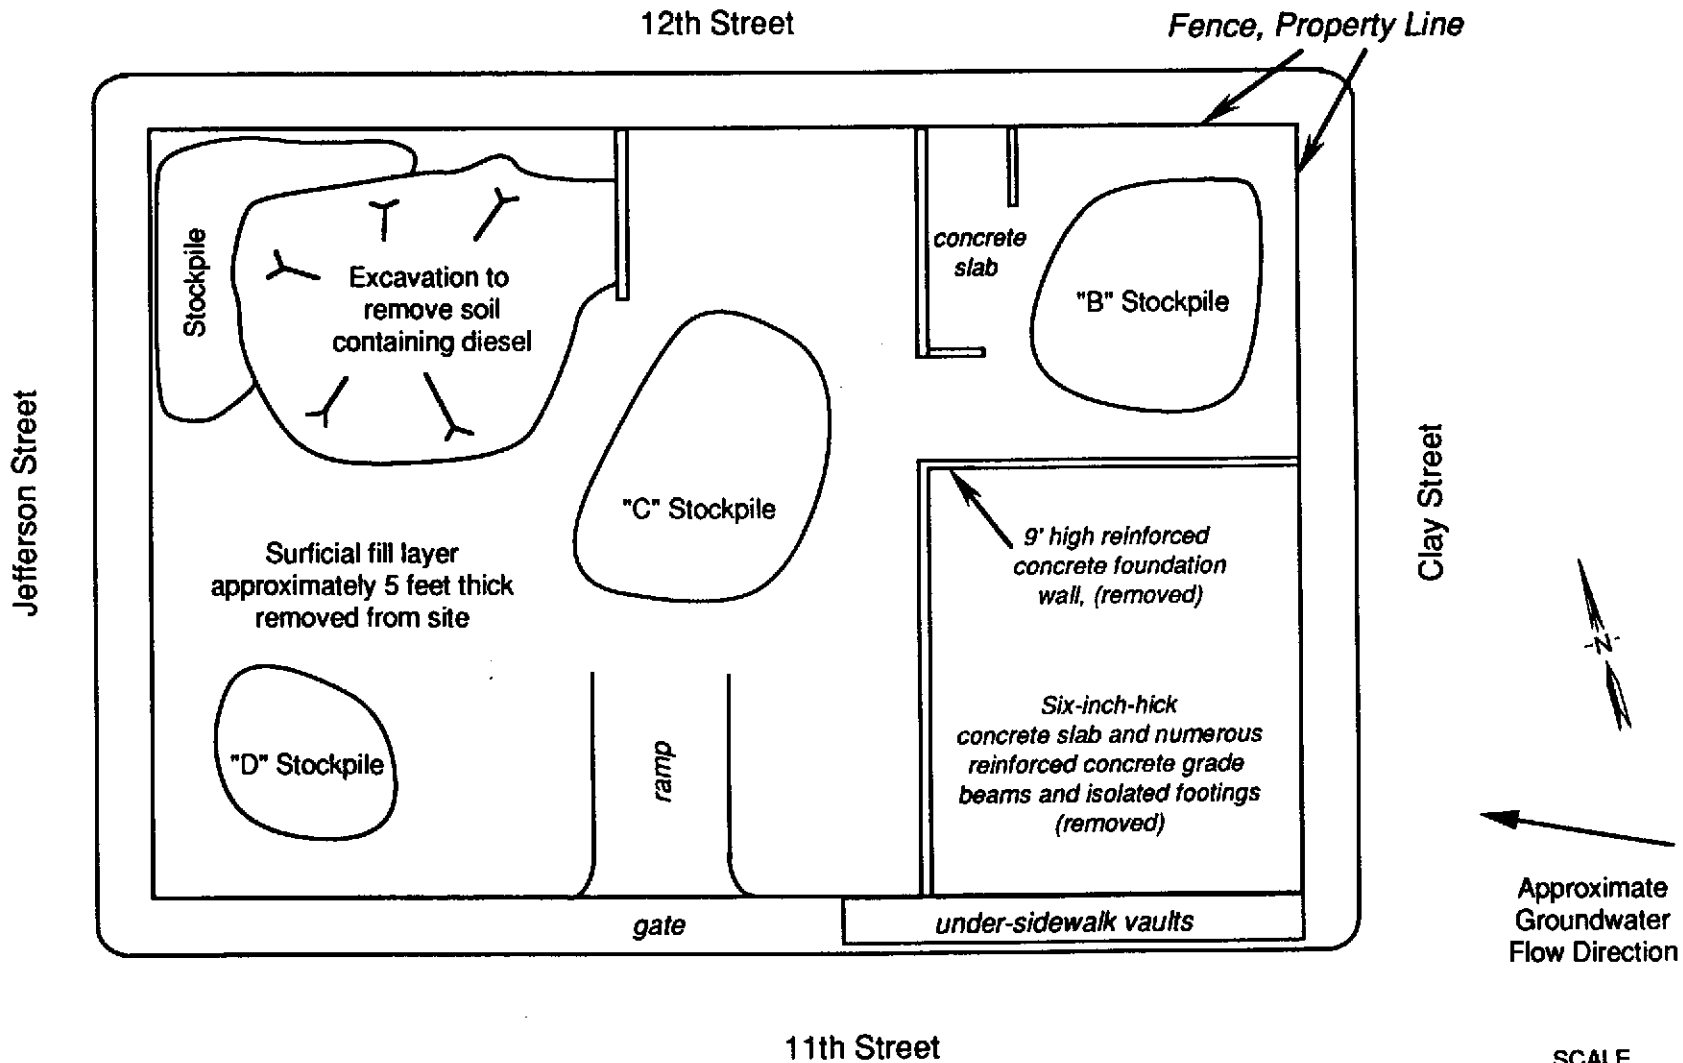 12th Street
Fence, Property Line
Stockpile
Excavation to
remove soil
containing diesel
concrete
slab
"B" Stockpile
Jefferson Street
Clay Street
"C" Stockpile
Surficial fill layer
approximately 5 feet thick
removed from site
9' high reinforced
concrete foundation
wall, (removed)
N
"D" Stockpile
ramp
Six-inch-hick
concrete slab and numerous
reinforced concrete grade
beams and isolated footings
(removed)
gate
under-sidewalk vaults
Approximate
Groundwater
Flow Direction
11th Street
SCALE